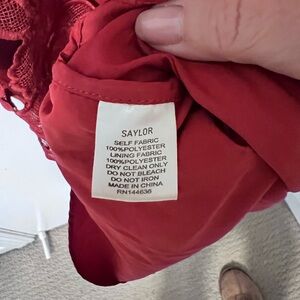 SAYLOR
SELF FABRIC
100%POLYESTER
LINING FABRIC
100%POLYESTER
DRY CLEAN ONLY
DO NOT BLEACH
DO NOT IRON
MADE IN CHINA
RN144636